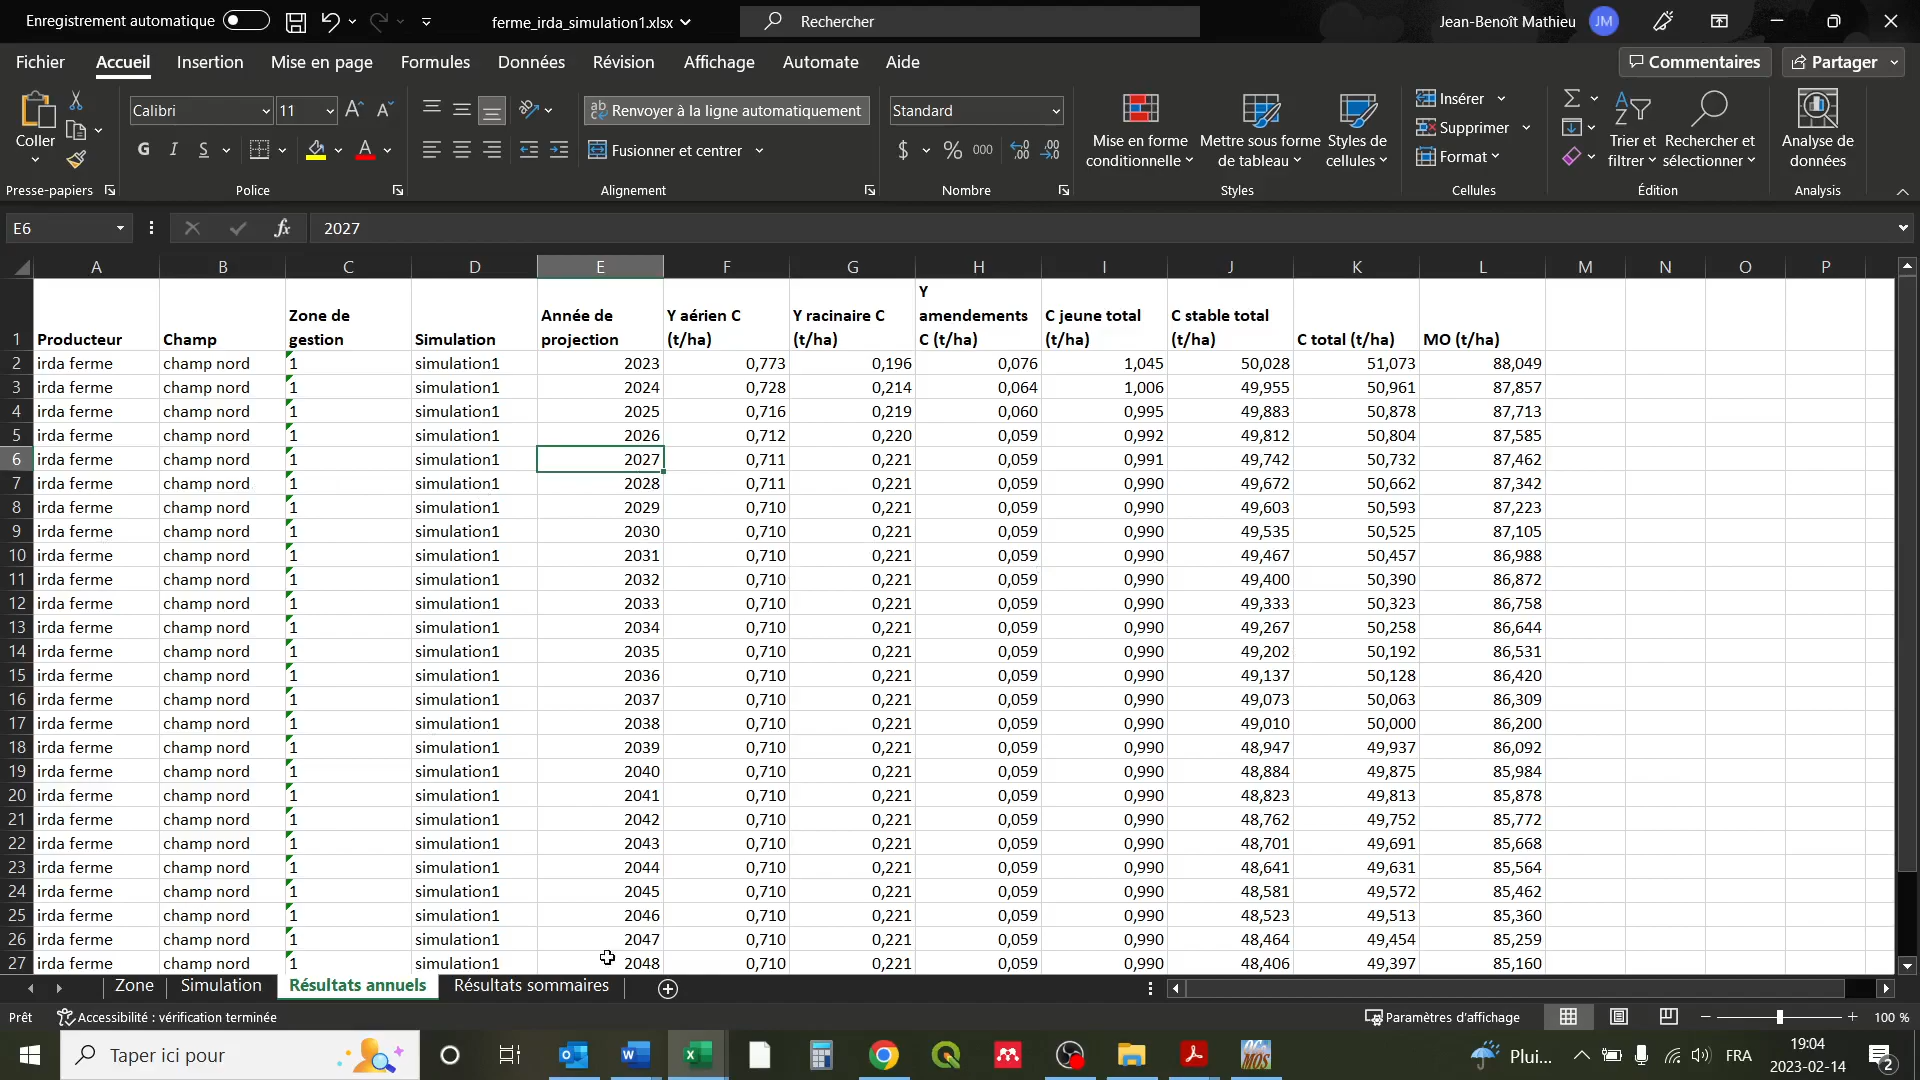 Enregistrement automatique ferme_irda_simulation1.xlsx Rechercher Jean-Benoît Mathieu JM
Fichier Accueil Insertion Mise en page Formules Données Révision Affichage Automate Aide Commentaires Partager
Coller Calibri 11 Renvoyer à la ligne automatiquement Standard Insérer
G I S Fusionner et centrer $ % 000 Mise en forme conditionnelle Mettre sous forme de tableau Styles de cellules Supprimer Trier et filtrer Rechercher et sélectionner Analyse de données
Format
Presse-papiers Police Alignement Nombre Styles Cellules Édition Analysis
E6 fx 2027
A B C D E F G H I J K L M N O P
1 Producteur Champ Zone de gestion Simulation Année de projection Y aérien C (t/ha) Y racinaire C (t/ha) Y amendements C (t/ha) C jeune total (t/ha) C stable total (t/ha) C total (t/ha) MO (t/ha)
2 irda ferme champ nord 1 simulation1 2023 0,773 0,196 0,076 1,045 50,028 51,073 88,049
3 irda ferme champ nord 1 simulation1 2024 0,728 0,214 0,064 1,006 49,955 50,961 87,857
4 irda ferme champ nord 1 simulation1 2025 0,716 0,219 0,060 0,995 49,883 50,878 87,713
5 irda ferme champ nord 1 simulation1 2026 0,712 0,220 0,059 0,992 49,812 50,804 87,585
6 irda ferme champ nord 1 simulation1 2027 0,711 0,221 0,059 0,991 49,742 50,732 87,462
7 irda ferme champ nord 1 simulation1 2028 0,711 0,221 0,059 0,990 49,672 50,662 87,342
8 irda ferme champ nord 1 simulation1 2029 0,710 0,221 0,059 0,990 49,603 50,593 87,223
9 irda ferme champ nord 1 simulation1 2030 0,710 0,221 0,059 0,990 49,535 50,525 87,105
10 irda ferme champ nord 1 simulation1 2031 0,710 0,221 0,059 0,990 49,467 50,457 86,988
11 irda ferme champ nord 1 simulation1 2032 0,710 0,221 0,059 0,990 49,400 50,390 86,872
12 irda ferme champ nord 1 simulation1 2033 0,710 0,221 0,059 0,990 49,333 50,323 86,758
13 irda ferme champ nord 1 simulation1 2034 0,710 0,221 0,059 0,990 49,267 50,258 86,644
14 irda ferme champ nord 1 simulation1 2035 0,710 0,221 0,059 0,990 49,202 50,192 86,531
15 irda ferme champ nord 1 simulation1 2036 0,710 0,221 0,059 0,990 49,137 50,128 86,420
16 irda ferme champ nord 1 simulation1 2037 0,710 0,221 0,059 0,990 49,073 50,063 86,309
17 irda ferme champ nord 1 simulation1 2038 0,710 0,221 0,059 0,990 49,010 50,000 86,200
18 irda ferme champ nord 1 simulation1 2039 0,710 0,221 0,059 0,990 48,947 49,937 86,092
19 irda ferme champ nord 1 simulation1 2040 0,710 0,221 0,059 0,990 48,884 49,875 85,984
20 irda ferme champ nord 1 simulation1 2041 0,710 0,221 0,059 0,990 48,823 49,813 85,878
21 irda ferme champ nord 1 simulation1 2042 0,710 0,221 0,059 0,990 48,762 49,752 85,772
22 irda ferme champ nord 1 simulation1 2043 0,710 0,221 0,059 0,990 48,701 49,691 85,668
23 irda ferme champ nord 1 simulation1 2044 0,710 0,221 0,059 0,990 48,641 49,631 85,564
24 irda ferme champ nord 1 simulation1 2045 0,710 0,221 0,059 0,990 48,581 49,572 85,462
25 irda ferme champ nord 1 simulation1 2046 0,710 0,221 0,059 0,990 48,523 49,513 85,360
26 irda ferme champ nord 1 simulation1 2047 0,710 0,221 0,059 0,990 48,464 49,454 85,259
27 irda ferme champ nord 1 simulation1 2048 0,710 0,221 0,059 0,990 48,406 49,397 85,160
Zone Simulation Résultats annuels Résultats sommaires
Prêt Accessibilité : vérification terminée Paramètres d'affichage 100 %
Taper ici pour Plui... FRA 19:04
2023-02-14 2